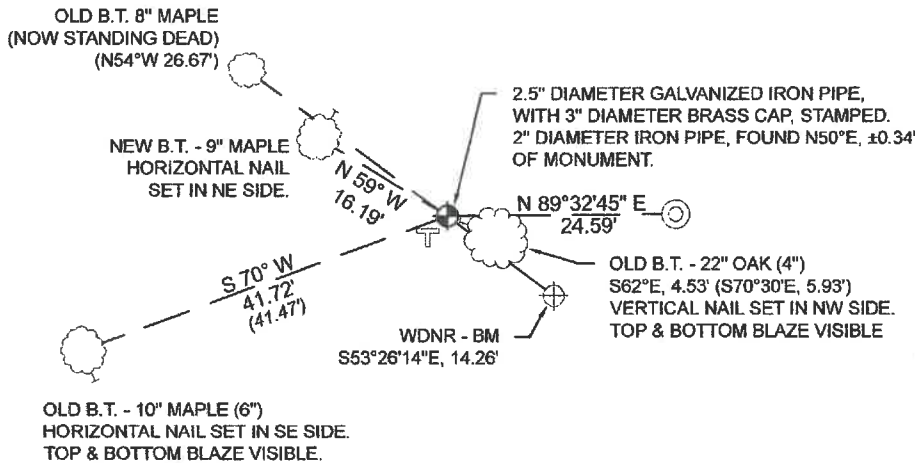 OLD B.T. 8" MAPLE
(NOW STANDING DEAD)
(N54°W 26.67')
2.5" DIAMETER GALVANIZED IRON PIPE,
WITH 3" DIAMETER BRASS CAP, STAMPED.
2" DIAMETER IRON PIPE, FOUND N50°E, ±0.34'
OF MONUMENT.
NEW B.T. - 9" MAPLE
HORIZONTAL NAIL
SET IN NE SIDE.
N 59° W
16.19'
N 89°32'45" E
24.59'
T
S 70° W
41.72'
(41.47')
OLD B.T. - 22" OAK (4")
S62°E, 4.53' (S70°30'E, 5.93')
VERTICAL NAIL SET IN NW SIDE.
TOP & BOTTOM BLAZE VISIBLE
WDNR - BM
S53°26'14"E, 14.26'
OLD B.T. - 10" MAPLE (6")
HORIZONTAL NAIL SET IN SE SIDE.
TOP & BOTTOM BLAZE VISIBLE.